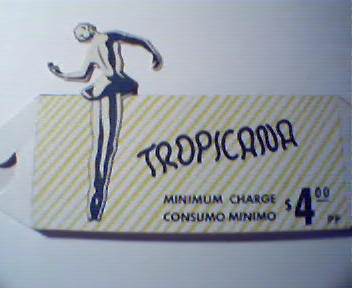 TROPICANA
MINIMUM CHARGE
CONSUMO MINIMO
$4.00 PP